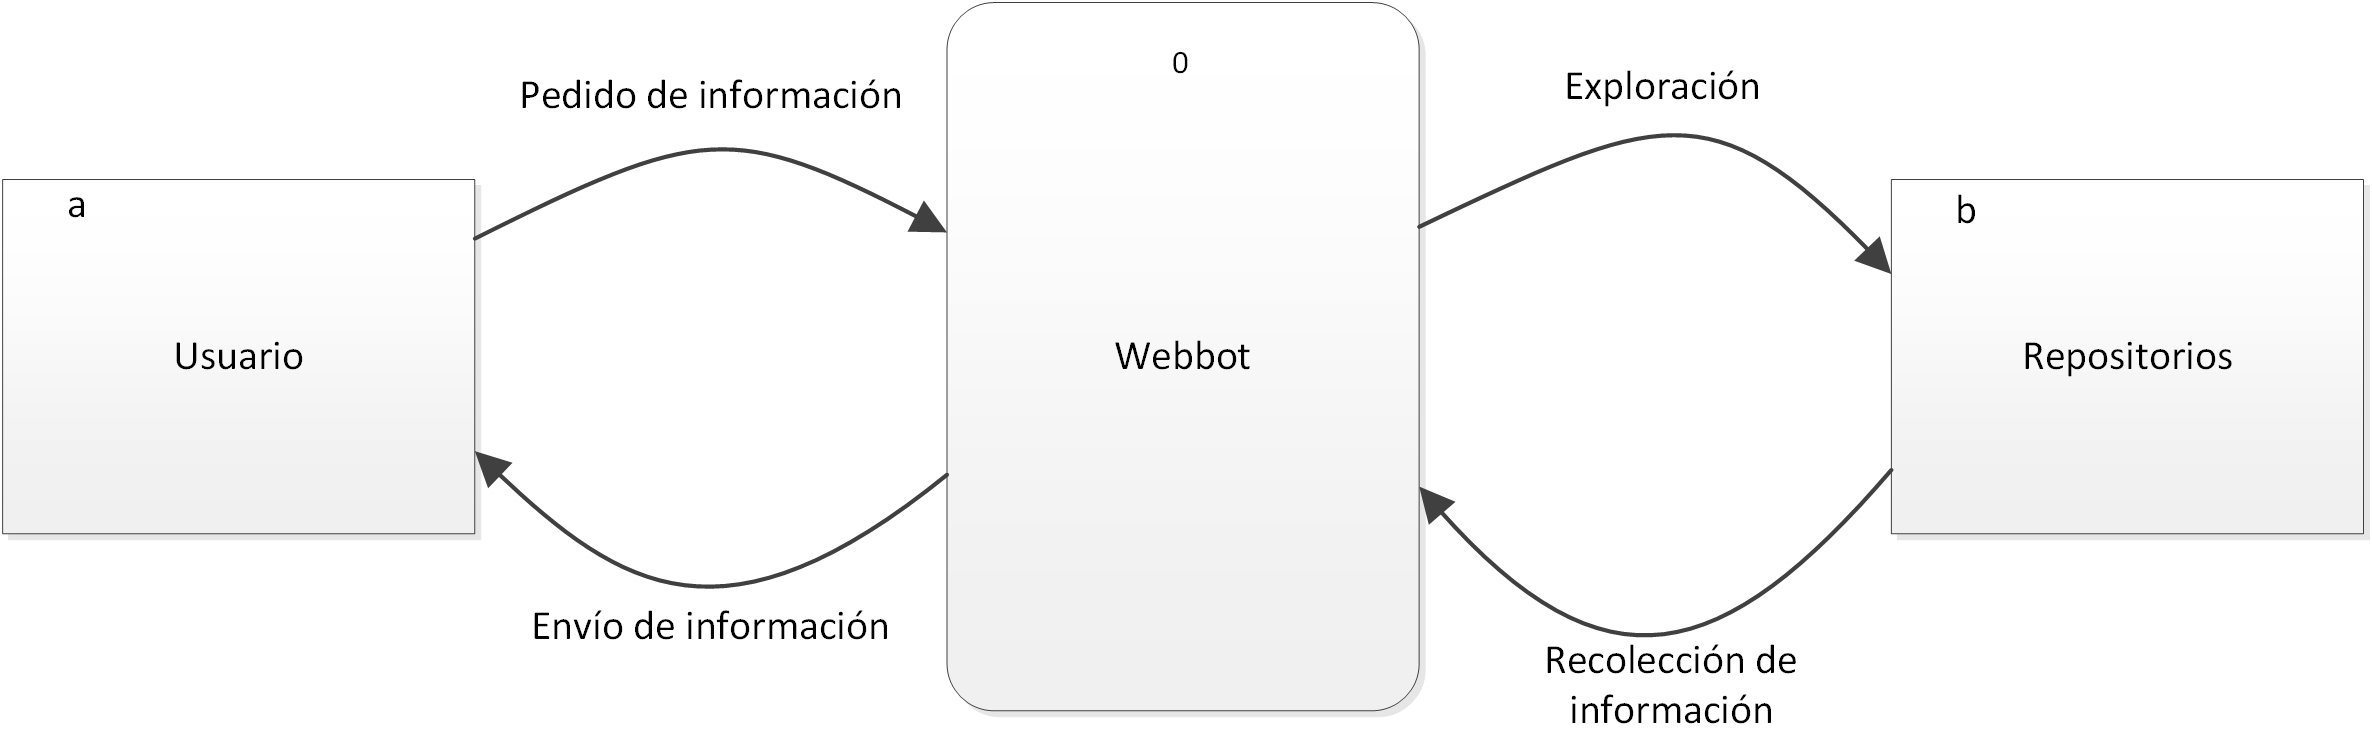 0
Pedido de información
Exploración
a
b
Usuario
Webbot
Repositorios
Envío de información
Recolección de
información